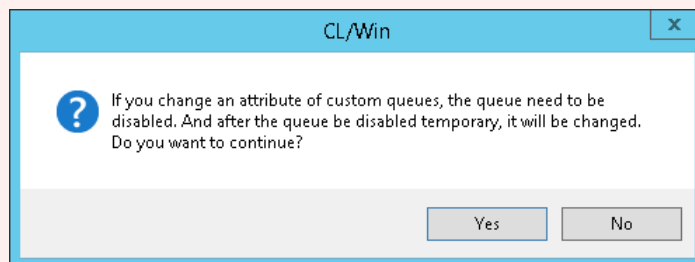 CL/Win
x
If you change an attribute of custom queues, the queue need to be
disabled. And after the queue be disabled temporary, it will be changed.
Do you want to continue?
Yes
No